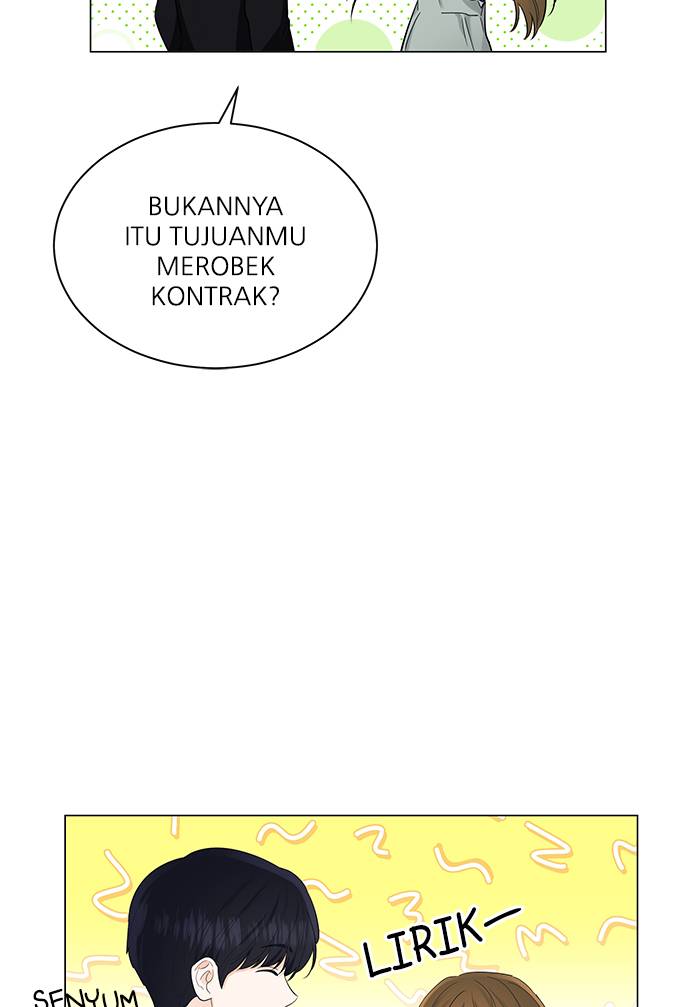 BUKANNYA
ITU TUJUANMU
MEROBEK
KONTRAK?
LIRIK—
SENYUM